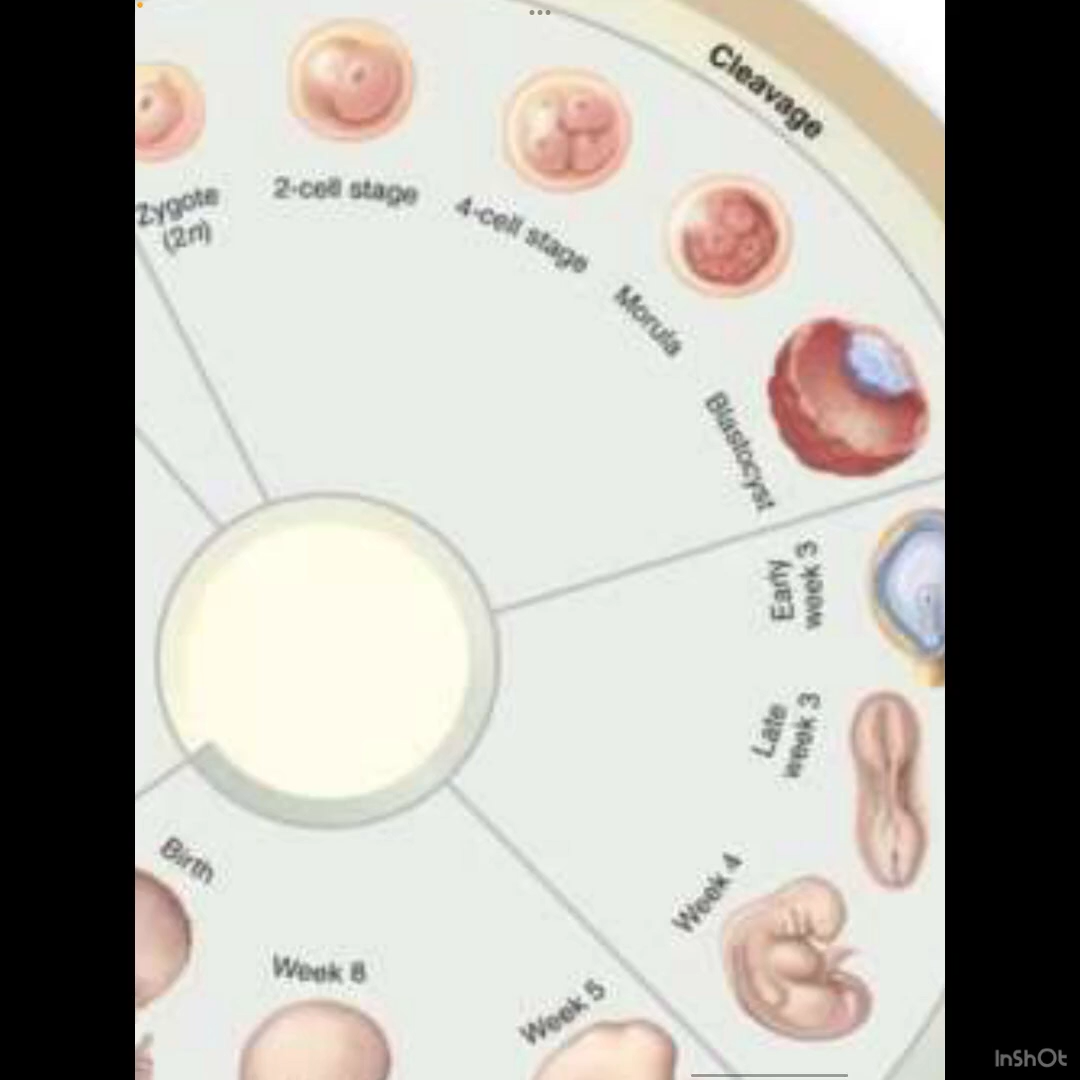 Cleavage
Zygote
(2n)
2-cell stage
4-cell stage
Morula
Blastocyst
Early
week 3
Late
week 3
Week 4
Week 5
Week 8
Birth
InShOt